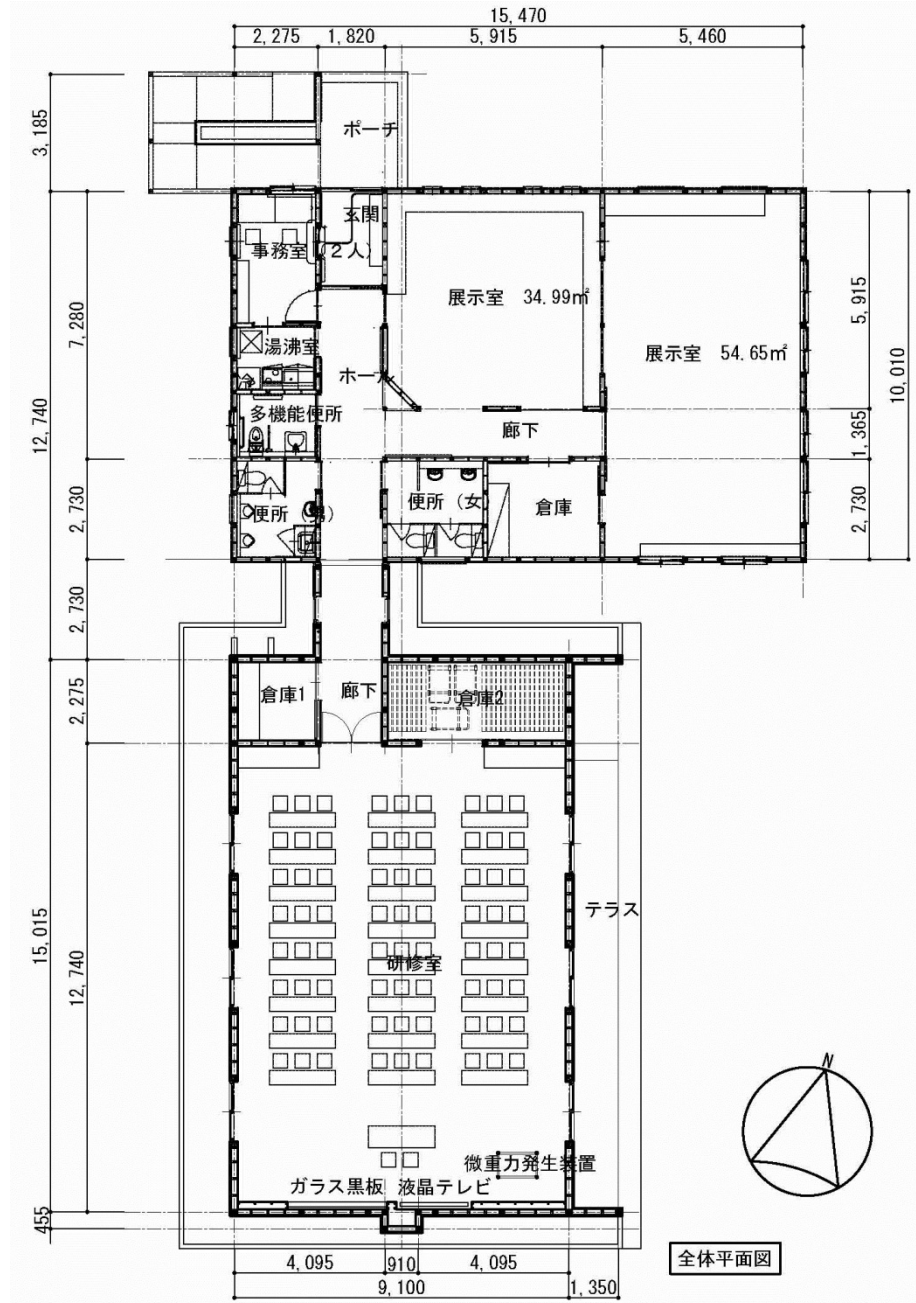 15,470
2,275 1,820 5,915 5,460
3,185
ポーチ
玄関
事務室 (2人)
展示室 34.99㎡
湯沸室
ホール
展示室 54.65㎡
多機能便所
廊下
便所(男)
便所(女
倉庫
7,280
12,740
2,730
2,730
2,275
5,915
10,010
1,365
2,730
倉庫1
廊下
倉庫2
テラス
研修室
15,015
12,740
455
N
微重力発生装置
ガラス黒板 液晶テレビ
4,095 910 4,095
9,100 1,350
全体平面図